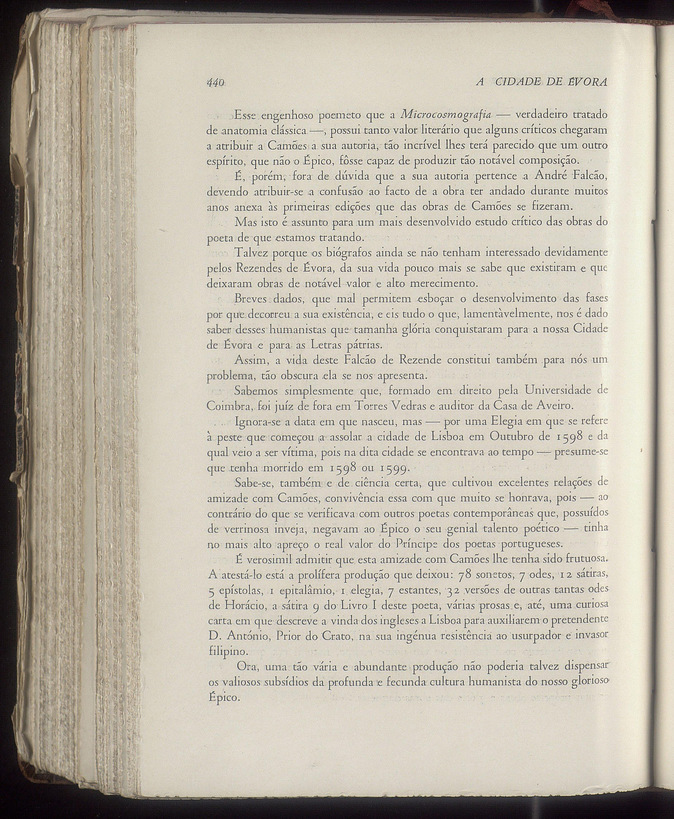 440
A CIDADE DE ÉVORA
Esse engenhoso poemeto que a Microcosmografia — verdadeiro tratado
de anatomia clássica —, possui tanto valor literário que alguns críticos chegaram
a atribuir a Camões a sua autoria, tão incrível lhes terá parecido que um outro
espírito, que não o Épico, fôsse capaz de produzir tão notável composição.
É, porém, fora de dúvida que a sua autoria pertence a André Falcão,
devendo atribuir-se a confusão ao facto de a obra ter andado durante muitos
anos anexa às primeiras edições que das obras de Camões se fizeram.
Mas isto é assunto para um mais desenvolvido estudo crítico das obras do
poeta de que estamos tratando.
Talvez porque os biógrafos ainda se não tenham interessado devidamente
pelos Rezendes de Évora, da sua vida pouco mais se sabe que existiram e que
deixaram obras de notável valor e alto merecimento.
Breves dados, que mal permitem esboçar o desenvolvimento das fases
por que decorreu a sua existência, e eis tudo o que, lamentàvelmente, nos é dado
saber desses humanistas que tamanha glória conquistaram para a nossa Cidade
de Évora e para as Letras pátrias.
Assim, a vida deste Falcão de Rezende constitui também para nós um
problema, tão obscura ela se nos apresenta.
Sabemos simplesmente que, formado em direito pela Universidade de
Coimbra, foi juíz de fora em Torres Vedras e auditor da Casa de Aveiro.
Ignora-se a data em que nasceu, mas — por uma Elegia em que se refere
à peste que começou a assolar a cidade de Lisboa em Outubro de 1598 e da
qual veio a ser vítima, pois na dita cidade se encontrava ao tempo — presume-se
que tenha morrido em 1598 ou 1599.
Sabe-se, também e de ciência certa, que cultivou excelentes relações de
amizade com Camões, convivência essa com que muito se honrava, pois — ao
contrário do que se verificava com outros poetas contemporâneas que, possuídos
de verrinosa inveja, negavam ao Épico o seu genial talento poético — tinha
no mais alto apreço o real valor do Príncipe dos poetas portugueses.
É verosimil admitir que esta amizade com Camões lhe tenha sido frutuosa.
A atestá-lo está a prolífera produção que deixou: 78 sonetos, 7 odes, 12 sátiras,
5 epístolas, 1 epitalâmio, 1 elegia, 7 estantes, 32 versões de outras tantas odes
de Horácio, a sátira 9 do Livro I deste poeta, várias prosas e, até, uma curiosa
carta em que descreve a vinda dos ingleses a Lisboa para auxiliarem o pretendente
D. António, Prior do Crato, na sua ingénua resistência ao usurpador e invasor
filipino.
Ora, uma tão vária e abundante produção não poderia talvez dispensar
os valiosos subsídios da profunda e fecunda cultura humanista do nosso glorioso
Épico.